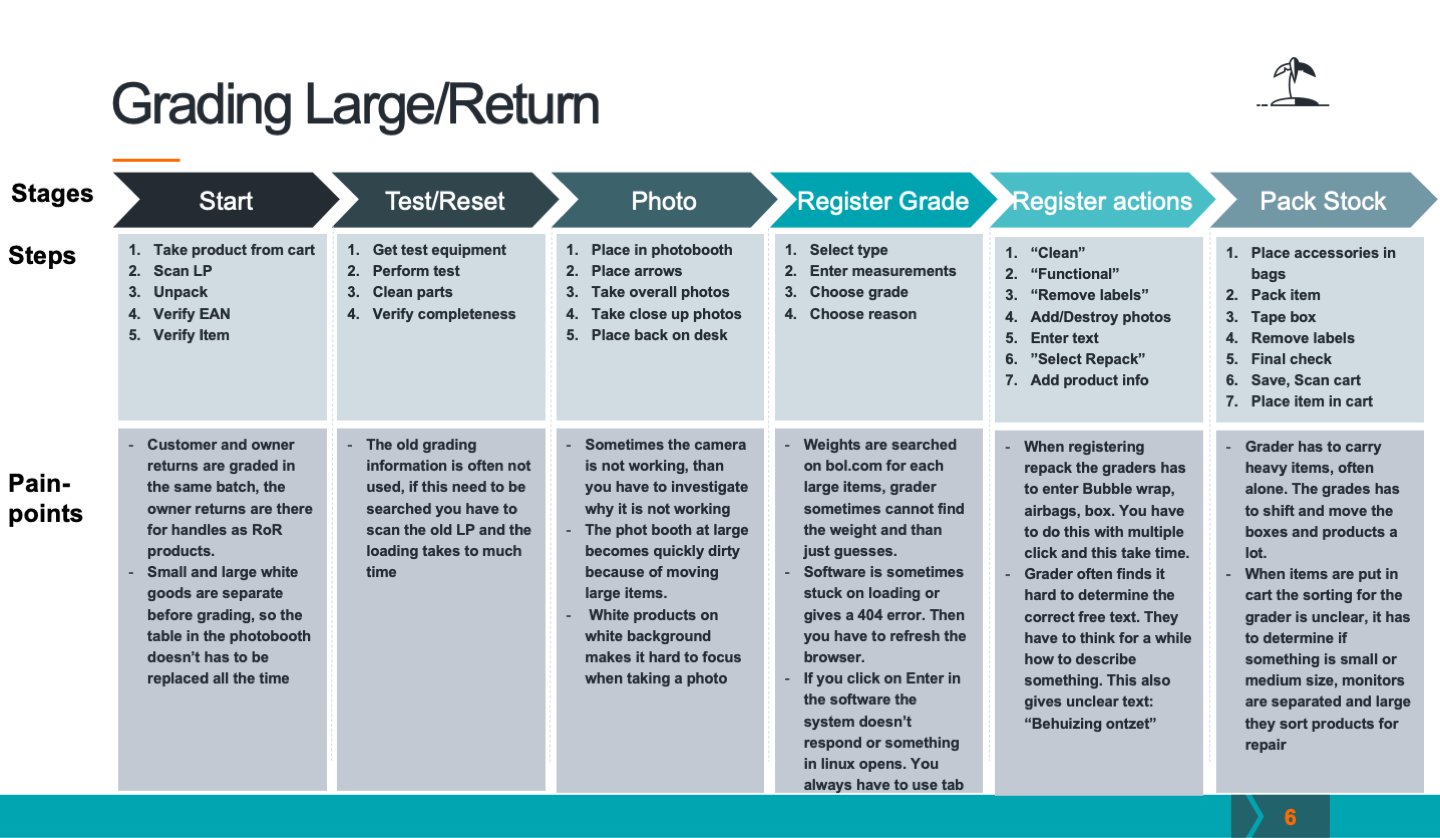 Grading Large/Return
Stages
Start
Test/Reset
Photo
Register Grade
Register actions
Pack Stock
Steps
1. Take product from cart
2. Scan LP
3. Unpack
4. Verify EAN
5. Verify Item
1. Get test equipment
2. Perform test
3. Clean parts
4. Verify completeness
1. Place in photobooth
2. Place arrows
3. Take overall photos
4. Take close up photos
5. Place back on desk
1. Select type
2. Enter measurements
3. Choose grade
4. Choose reason
1. “Clean”
2. “Functional”
3. “Remove labels”
4. Add/Destroy photos
5. Enter text
6. ”Select Repack”
7. Add product info
1. Place accessories in
bags
2. Pack item
3. Tape box
4. Remove labels
5. Final check
6. Save, Scan cart
7. Place item in cart
Pain-
points
- Customer and owner
returns are graded in
the same batch, the
owner returns are there
for handles as RoR
products.
- Small and large white
goods are separate
before grading, so the
table in the photobooth
doesn’t has to be
replaced all the time
- The old grading
information is often not
used, if this need to be
searched you have to
scan the old LP and the
loading takes to much
time
- Sometimes the camera
is not working, than
you have to investigate
why it is not working
- The phot booth at large
becomes quickly dirty
because of moving
large items.
- White products on
white background
makes it hard to focus
when taking a photo
- Weights are searched
on bol.com for each
large items, grader
sometimes cannot find
the weight and than
just guesses.
- Software is sometimes
stuck on loading or
gives a 404 error. Then
you have to refresh the
browser.
- If you click on Enter in
the software the
system doesn’t
respond or something
in linux opens. You
always have to use tab
- When registering
repack the graders has
to enter Bubble wrap,
airbags, box. You have
to do this with multiple
click and this take time.
- Grader often finds it
hard to determine the
correct free text. They
have to think for a while
how to describe
something. This also
gives unclear text:
“Behuizing ontzet”
- Grader has to carry
heavy items, often
alone. The grades has
to shift and move the
boxes and products a
lot.
- When items are put in
cart the sorting for the
grader is unclear, it has
to determine if
something is small or
medium size, monitors
are separated and large
they sort products for
repair
6